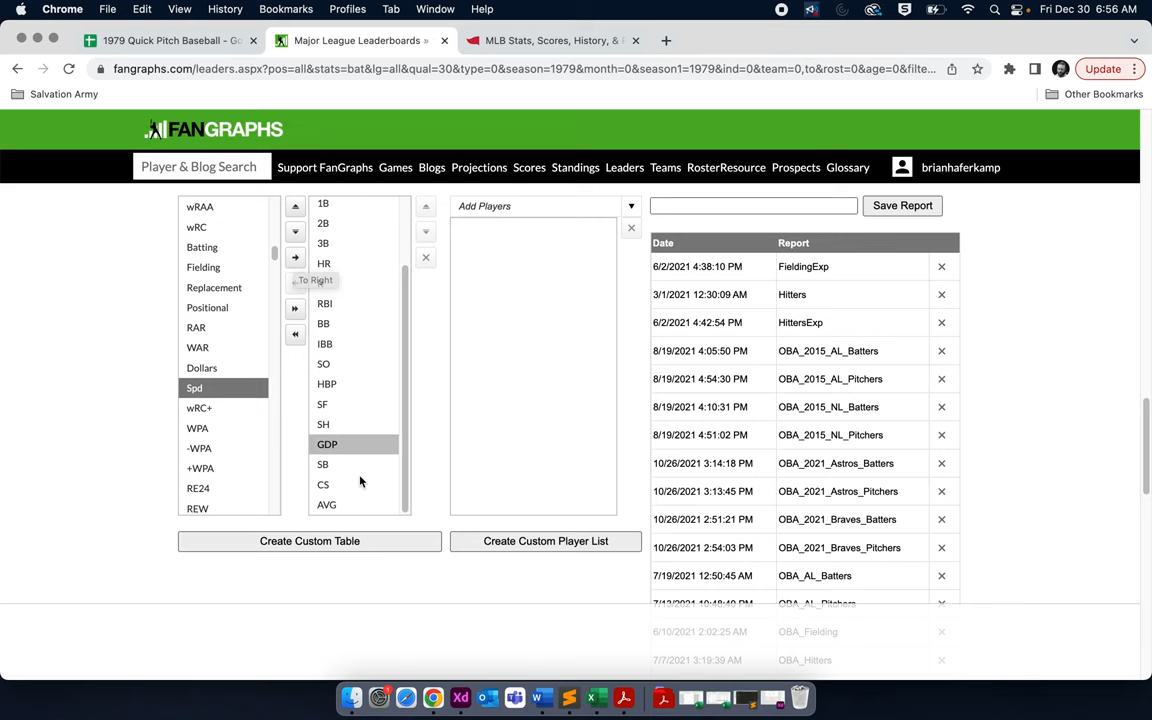 Chrome File Edit View History Bookmarks Profiles Tab Window Help Fri Dec 30 6:56 AM
1979 Quick Pitch Baseball - Go Major League Leaderboards » MLB Stats, Scores, History, & R
fangraphs.com/leaders.aspx?pos=all&stats=bat&lg=all&qual=30&type=0&season=1979&month=0&season1=1979&ind=0&team=0,to&rost=0&age=0&filte... Update
Salvation Army Other Bookmarks
FANGRAPHS
Player & Blog Search Support FanGraphs Games Blogs Projections Scores Standings Leaders Teams RosterResource Prospects Glossary brianhaferkamp
wRAA
wRC
Batting
Fielding
Replacement
Positional
RAR
WAR
Dollars
Spd
wRC+
WPA
-WPA
+WPA
RE24
REW
To Right
1B
2B
3B
HR
RBI
BB
IBB
SO
HBP
SF
SH
GDP
SB
CS
AVG
Create Custom Table
Add Players
Create Custom Player List
Save Report
Date Report
6/2/2021 4:38:10 PM FieldingExp
3/1/2021 12:30:09 AM Hitters
6/2/2021 4:42:54 PM HittersExp
8/19/2021 4:05:50 PM OBA_2015_AL_Batters
8/19/2021 4:54:30 PM OBA_2015_AL_Pitchers
8/19/2021 4:10:31 PM OBA_2015_NL_Batters
8/19/2021 4:51:02 PM OBA_2015_NL_Pitchers
10/26/2021 3:14:18 PM OBA_2021_Astros_Batters
10/26/2021 3:13:45 PM OBA_2021_Astros_Pitchers
10/26/2021 2:51:21 PM OBA_2021_Braves_Batters
10/26/2021 2:54:03 PM OBA_2021_Braves_Pitchers
7/19/2021 12:50:45 AM OBA_AL_Batters
7/13/2021 10:48:40 PM OBA_AL_Pitchers
6/10/2021 2:02:25 AM OBA_Fielding
7/7/2021 3:19:39 AM OBA_Hitters